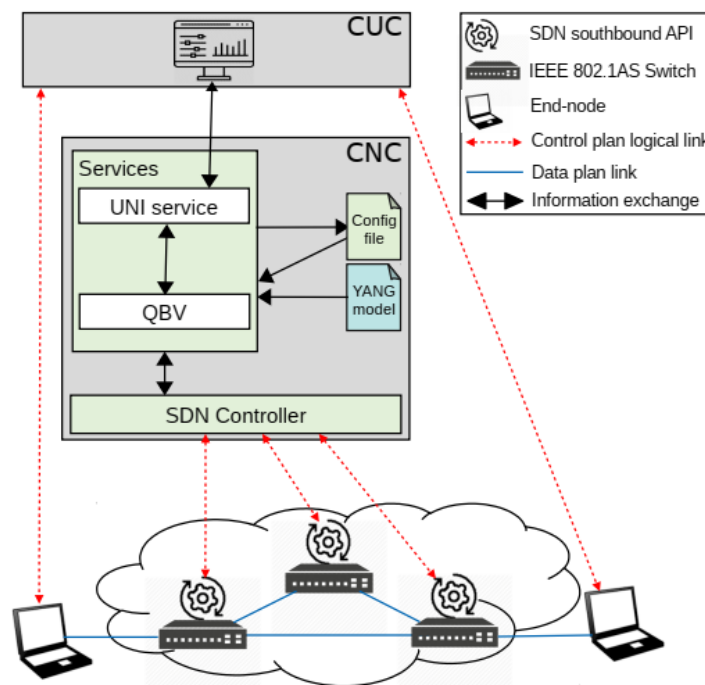 CUC
SDN southbound API
IEEE 802.1AS Switch
End-node
Control plan logical link
Data plan link
Information exchange
CNC
Services
UNI service
Config
file
QBV
YANG
model
SDN Controller